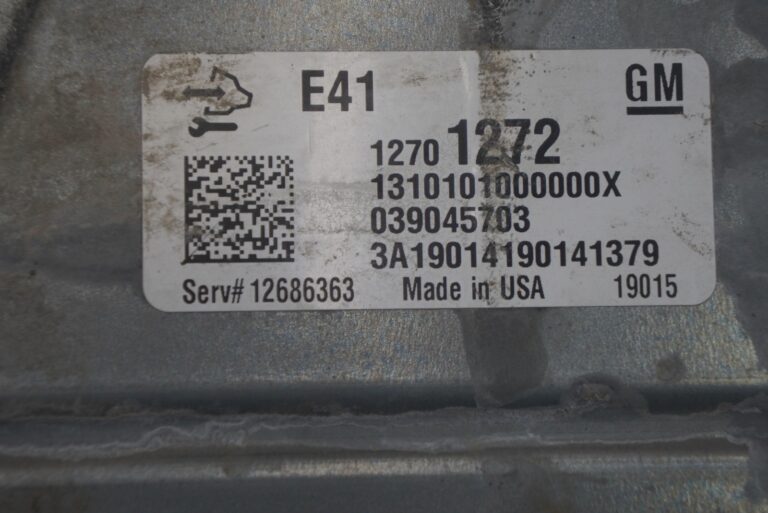 E41
GM
1270 1272
1310101000000X
039045703
3A19014190141379
Serv# 12686363 Made in USA 19015